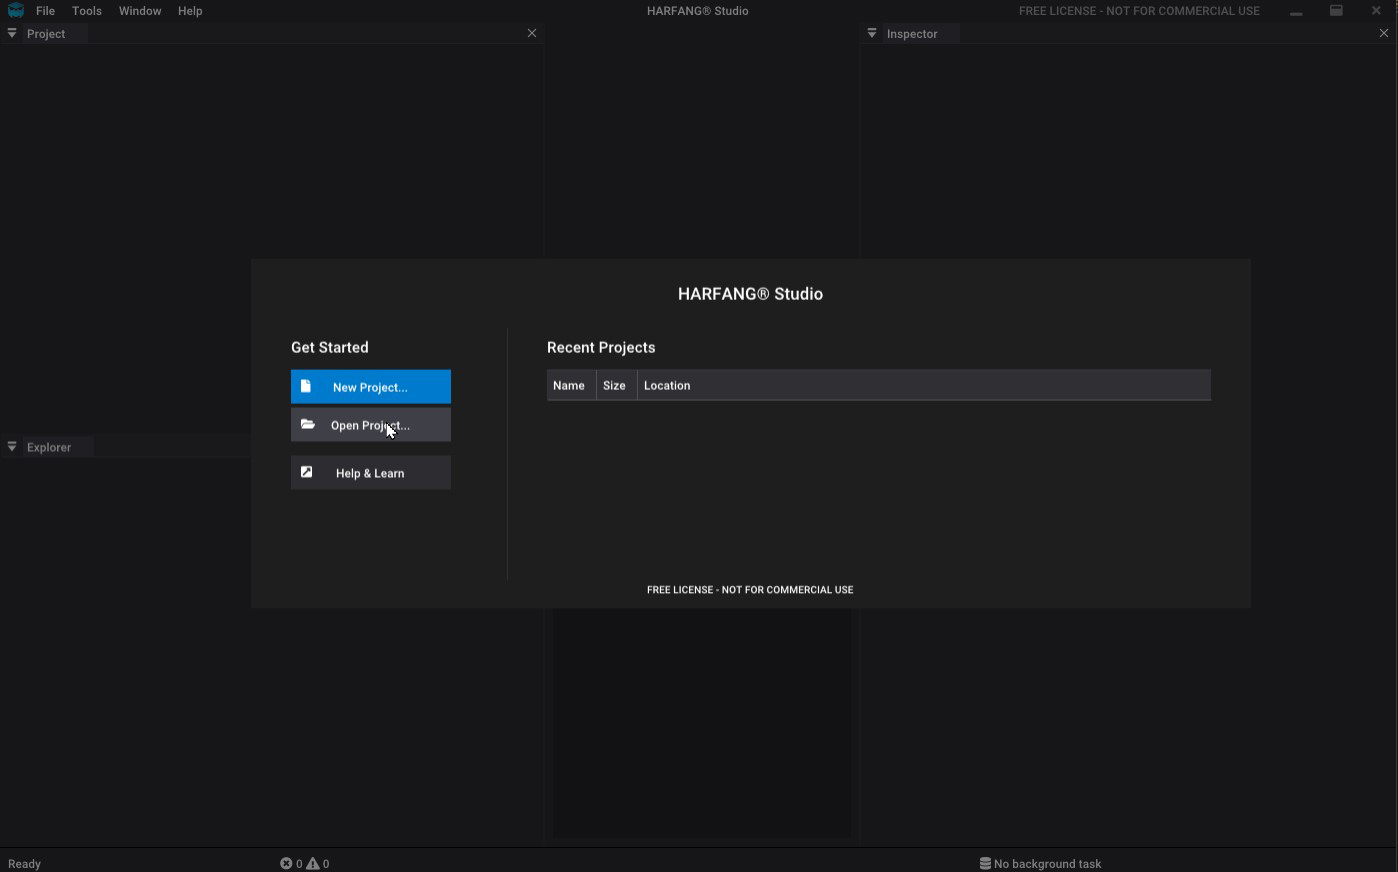 File Tools Window Help HARFANG® Studio FREE LICENSE - NOT FOR COMMERCIAL USE
Project Inspector
HARFANG® Studio
Get Started Recent Projects
New Project... Name Size Location
Open Project...
Explorer
Help & Learn
FREE LICENSE - NOT FOR COMMERCIAL USE
Ready 0 0 No background task